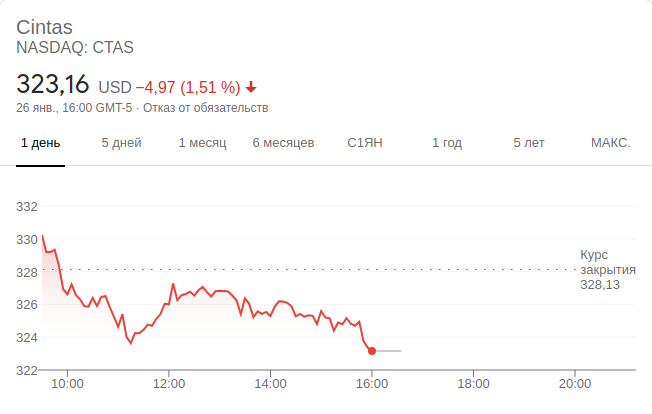 Cintas
NASDAQ: CTAS
323,16 USD −4,97 (1,51 %)
26 янв., 16:00 GMT-5 · Отказ от обязательств
1 день 5 дней 1 месяц 6 месяцев С1ЯН 1 год 5 лет МАКС.
332
330
328
326
324
322
Курс
закрытия
328,13
10:00 12:00 14:00 16:00 18:00 20:00